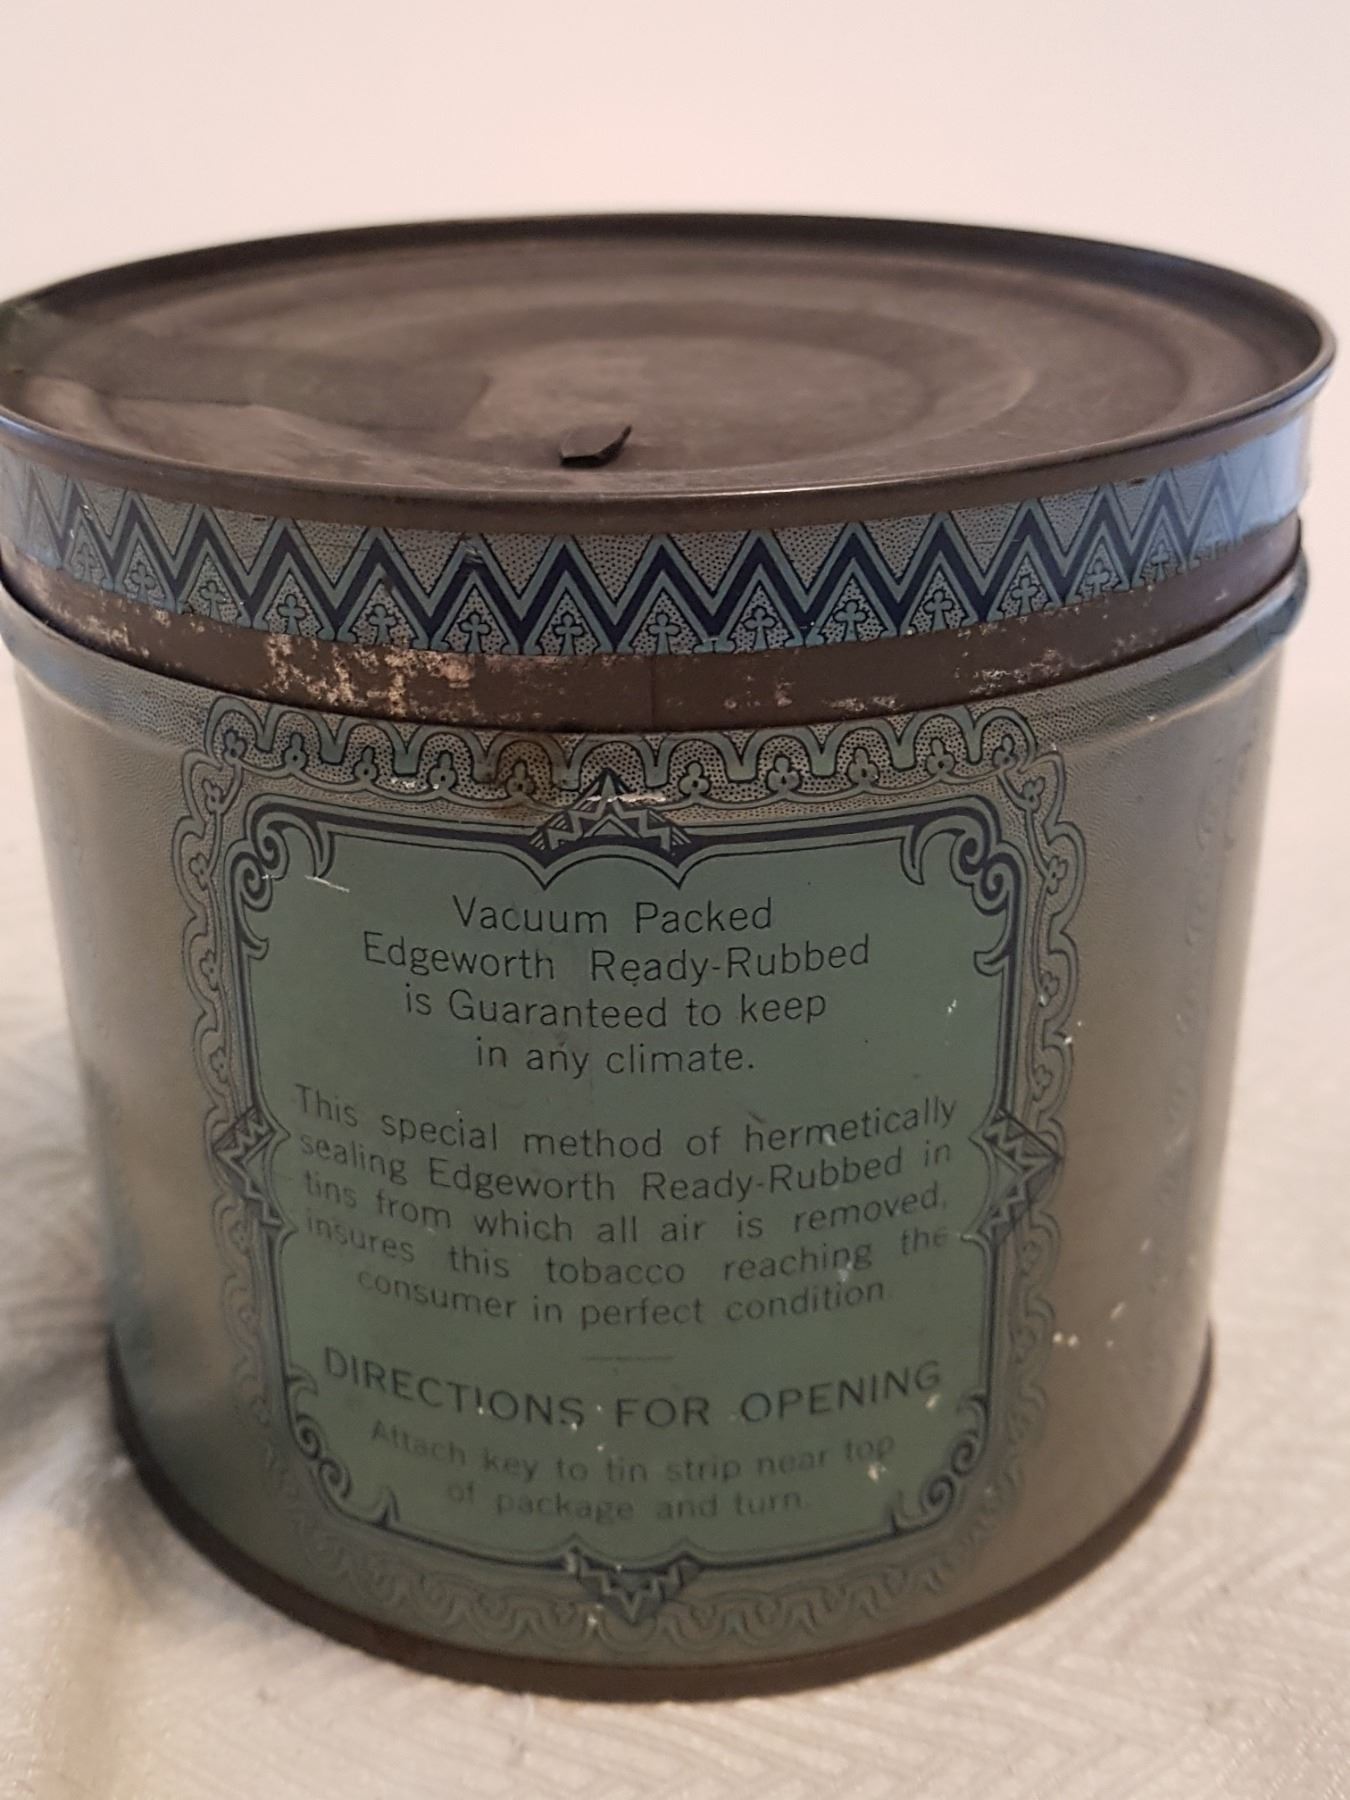 Vacuum Packed
Edgeworth Ready-Rubbed
is Guaranteed to keep
in any climate.
This special method of hermetically
sealing Edgeworth Ready-Rubbed in
tins from which all air is removed,
insures this tobacco reaching the
consumer in perfect condition.
DIRECTIONS FOR OPENING
Attach key to tin strip near top
of package and turn.